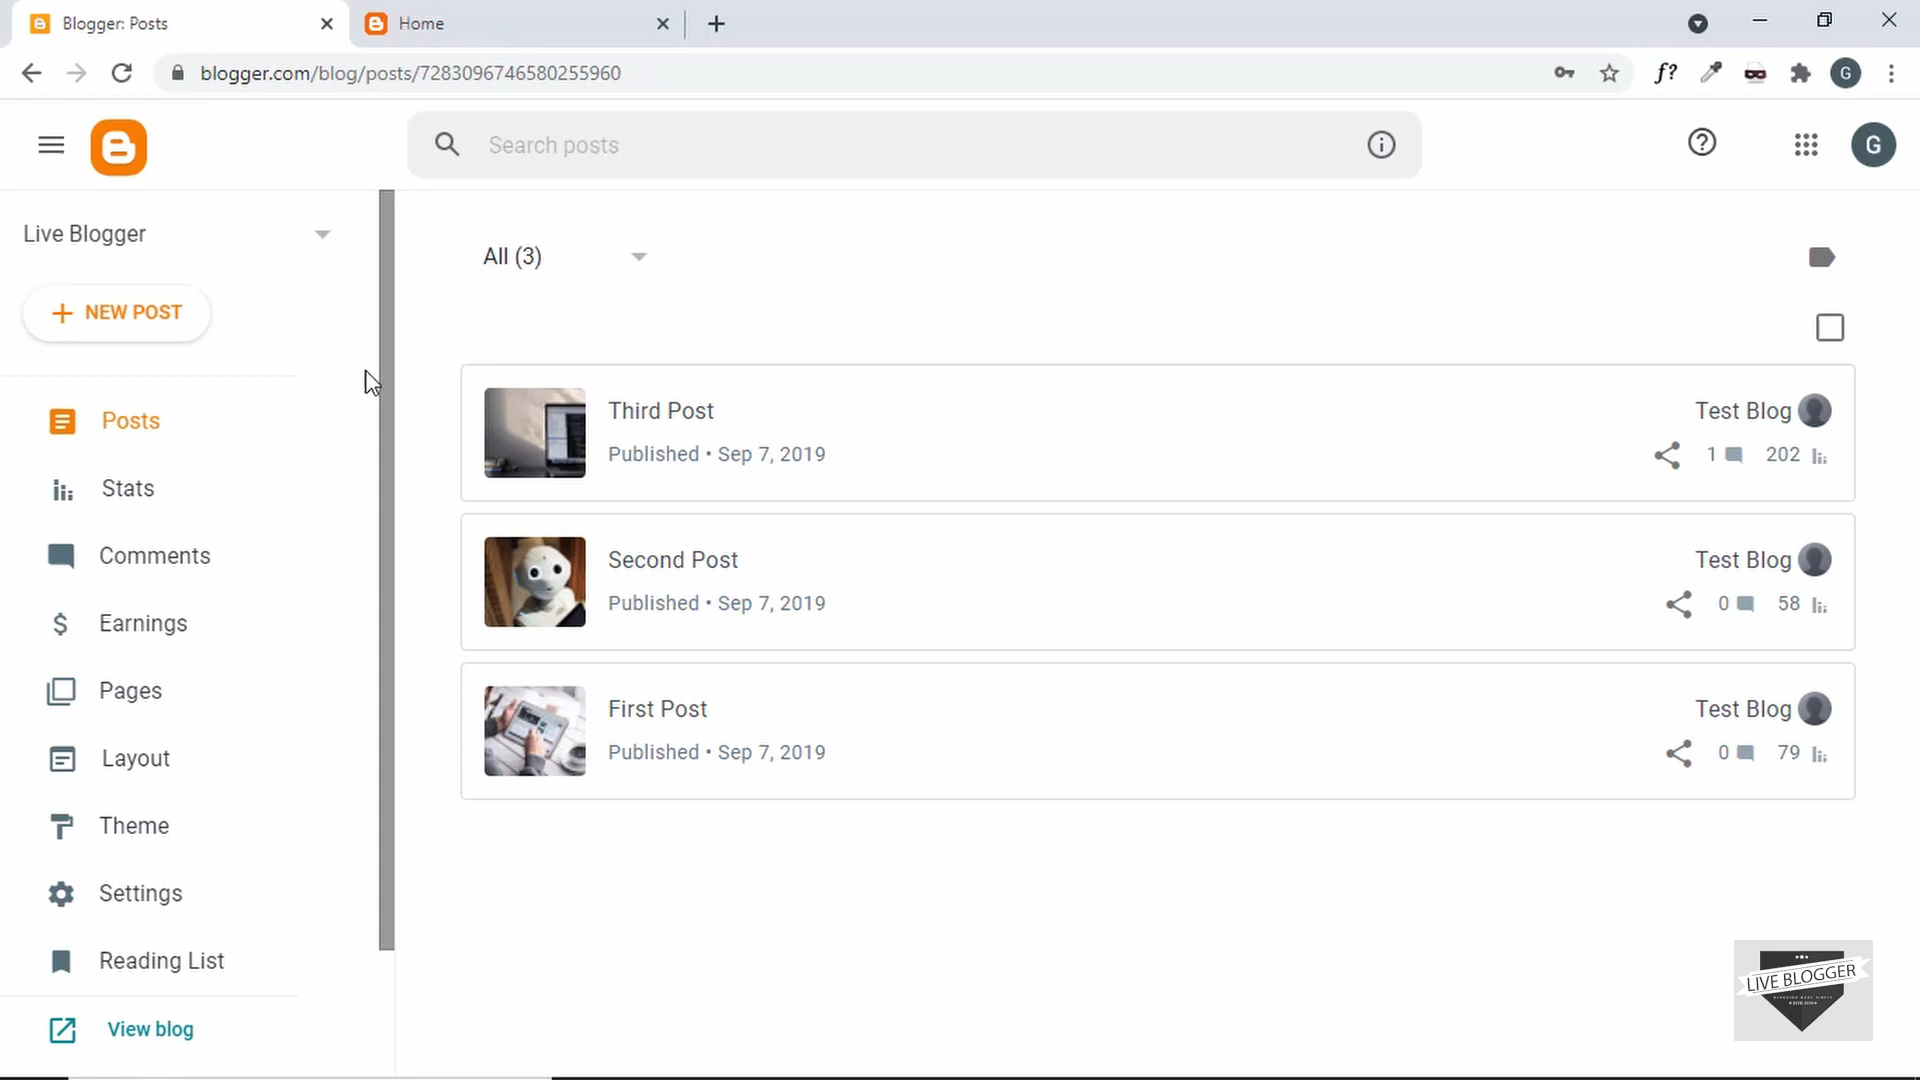 Blogger: Posts
Home
blogger.com/blog/posts/7283096746580255960
f?
G
Search posts
G
Live Blogger
All (3)
+ NEW POST
Posts
Stats
Comments
Earnings
Pages
Layout
Theme
Settings
Reading List
View blog
Third Post
Test Blog
Published • Sep 7, 2019
1
202
Second Post
Test Blog
Published • Sep 7, 2019
0
58
First Post
Test Blog
Published • Sep 7, 2019
0
79
LIVE BLOGGER